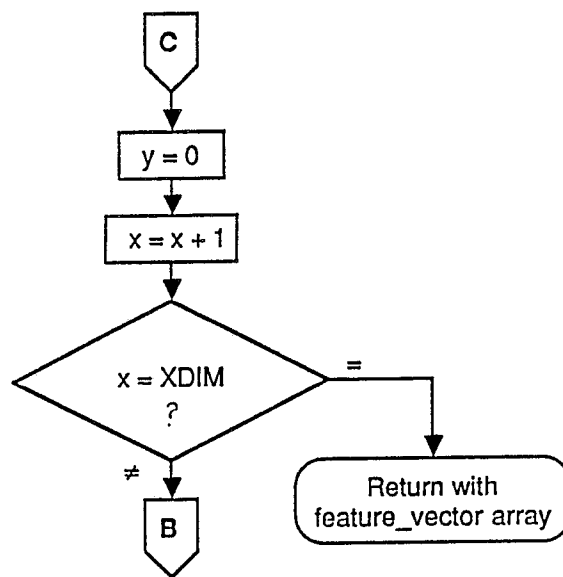 C
y = 0
x = x + 1
x = XDIM
?
=
≠
Return with
feature_vector array
B